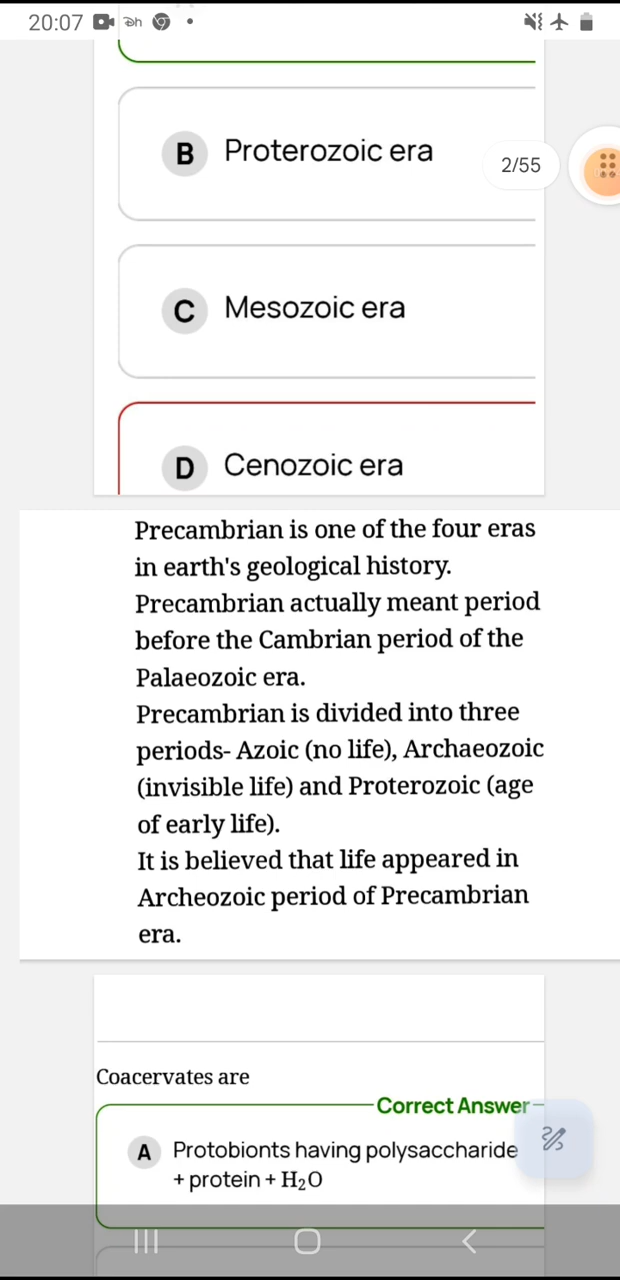 20:07 Dh
B Proterozoic era
2/55
C Mesozoic era
D Cenozoic era
Precambrian is one of the four eras
in earth's geological history.
Precambrian actually meant period
before the Cambrian period of the
Palaeozoic era.
Precambrian is divided into three
periods- Azoic (no life), Archaeozoic
(invisible life) and Proterozoic (age
of early life).
It is believed that life appeared in
Archeozoic period of Precambrian
era.
Coacervates are
Correct Answer
A Protobionts having polysaccharide
+ protein + H₂O